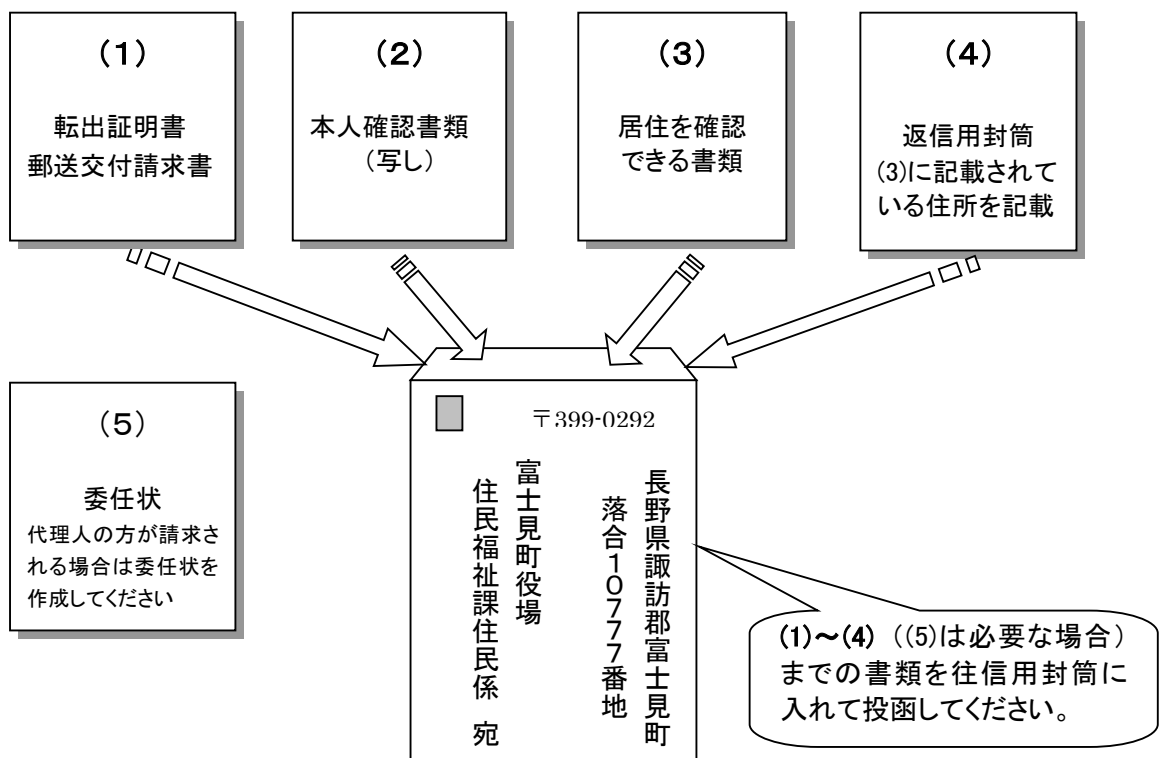 （１）
転出証明書
郵送交付請求書
（２）
本人確認書類
（写し）
（３）
居住を確認
できる書類
（４）
返信用封筒
(3)に記載されて
いる住所を記載
（５）
委任状
代理人の方が請求さ
れる場合は委任状を
作成してください
〒399-0292
長野県諏訪郡富士見町
落合１０７７７番地
富士見町役場
住民福祉課住民係 宛
(1)～(4) （(5)は必要な場合）
までの書類を往信用封筒に
入れて投函してください。